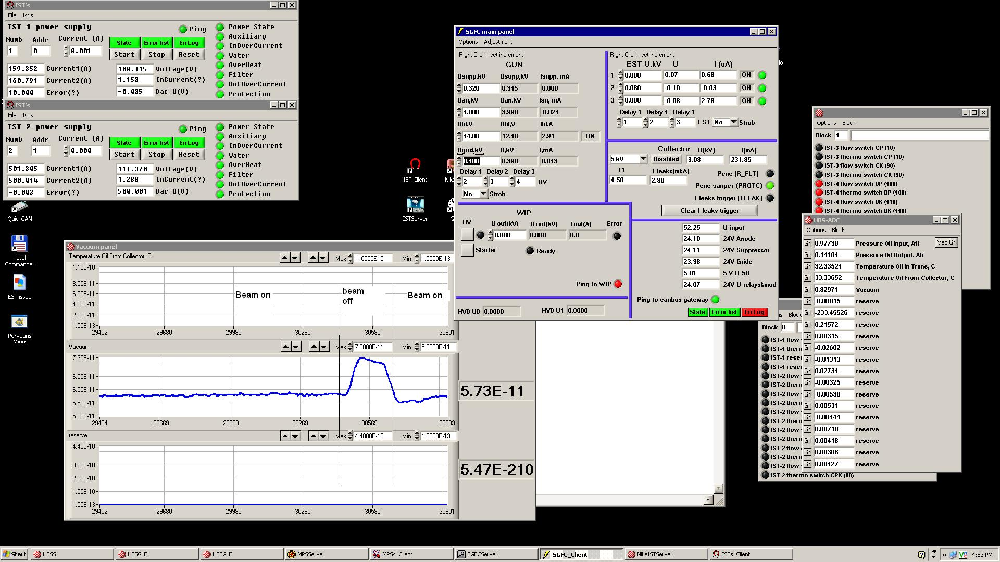 IST's
File Ist's
IST 1 power supply
Ping
Numb Addr Current (A)
1 0 0.001
State Error list ErrLog
Start Stop Reset
159.352 Current1(A) 108.115 Voltage(V)
160.791 Current2(A) 1.153 InCurrent(?)
10.000 Error(?) -0.035 Dac U(V)
Power State
Auxiliary
InOverCurrent
Water
OverHeat
Filter
OutOverCurrent
Protection
IST's
File Ist's
IST 2 power supply
Ping
Numb Addr Current (A)
2 1 0.000
State Error list ErrLog
Start Stop Reset
501.305 Current1(A) 111.370 Voltage(V)
500.014 Current2(A) 1.288 InCurrent(?)
-0.003 Error(?) 500.001 Dac U(V)
Power State
Auxiliary
InOverCurrent
Water
OverHeat
Filter
OutOverCurrent
Protection
QuickCAN
Total
Commander
EST issue
Perveans
Meas
IST Client
ISTServer
Vacuum panel
Temperature Oil From Collector, C
Max -1.0000E+0 Min 1.0000E-13
1.10E-10
8.00E-11
6.00E-11
4.00E-11
2.00E-11
1.00E-13
Beam on
beam
off
Beam on
29402 29680 29980 30280 30580 30901
Vacuum
Max 7.2000E-11 Min 5.0000E-11
7.20E-11
6.50E-11
6.00E-11
5.50E-11
5.00E-11
29404 29669 29969 30269 30569 30903
5.73E-11
reserve
Max 4.4000E-10 Min 1.0000E-13
4.40E-10
3.00E-10
2.00E-10
1.00E-10
1.00E-13
29402 29680 29980 30280 30580 30901
5.47E-210
SGFC main panel
Options Adjustment
Right Click - set increment
GUN
Usupp,kV Usupp,kV Isupp, mA
0.320 0.315 0.000
Uan,kV Uan,kV Ian, mA
4.000 3.998 -0.024
Ufil,V Ufil,V Ifil,A
14.00 12.40 2.91 ON
Ugrid,kV U,kV I,mA
0.400 0.398 0.013
Delay 1 Delay 2 Delay 3
2 3 4 HV
No Strob
Right Click - set increment
EST U,kV U I (uA)
1 0.080 0.07 0.68 ON
2 0.080 -0.10 -0.03 ON
3 0.080 -0.08 2.78 ON
Delay 1 Delay 1 Delay 1
1 2 3 EST No Strob
Collector U(kV) I(mA)
5 kV Disabled 3.08 231.85
T1 I leaks(mkA)
4.50 2.80
Реле (R_FLT)
Реле запрет (PROTC)
I leaks trigger (TLEAK)
Clear I leaks trigger
WIP
HV U out(kV) U out(kV) I out(A) Error
0.000 0.000 0.0
Starter Ready
Ping to WIP
HVD U0 0.0000 HVD U1 0.0000
52.25 U input
24.10 24V Anode
24.11 24V Suppressor
23.98 24V Gride
5.01 5 V U 5B
24.07 24V U relays&mod
Ping to canbus gateway
State Error list ErrLog
Options Block
Block 1
IST-3 flow switch CP (10)
IST-3 thermo switch CP (10)
IST-3 flow switch CK (90)
IST-3 thermo switch CK (90)
IST-4 flow switch DP (100)
IST-4 thermo switch DP (100)
IST-4 flow switch DK (110)
IST-4 thermo switch DK (110)
UBS-ADC
Options Block
Vac.Gr
Gr 0.97730 Pressure Oil Input, Ati
Gr 0.14104 Pressure Oil Output, Ati
Gr 32.33521 Temperature Oil in Trans, C
Gr 33.33652 Temperature Oil From Collector, C
Gr 0.82971 Vacuum
Gr -0.00015 reserve
Gr -233.45526 reserve
Gr 0.21572 reserve
Gr 0.00315 reserve
Gr -0.02602 reserve
Gr -0.01313 reserve
Gr 0.02734 reserve
Gr -0.00325 reserve
Gr -0.00538 reserve
Gr 0.00531 reserve
Gr -0.00141 reserve
Gr 0.00718 reserve
Gr 0.00418 reserve
Gr 0.00306 reserve
Gr 0.00127 reserve
Block 0
IST-1 flow
IST-1 therm
IST-1 reser
IST-1 reser
IST-2 flow
IST-2 therm
IST-2 flow
IST-2 therm
IST-2 flow
IST-2 therm
IST-2 flow
IST-2 therm
IST-2 flow
IST-2 therm
IST-2 flow
IST-2 thermo switch CPK (80)
Start UBSS UBSGUI UBSGUI MPSServer MPSs_Client SGFCServer SGFC_Client NikaISTServer ISTs_Client 4:53 PM